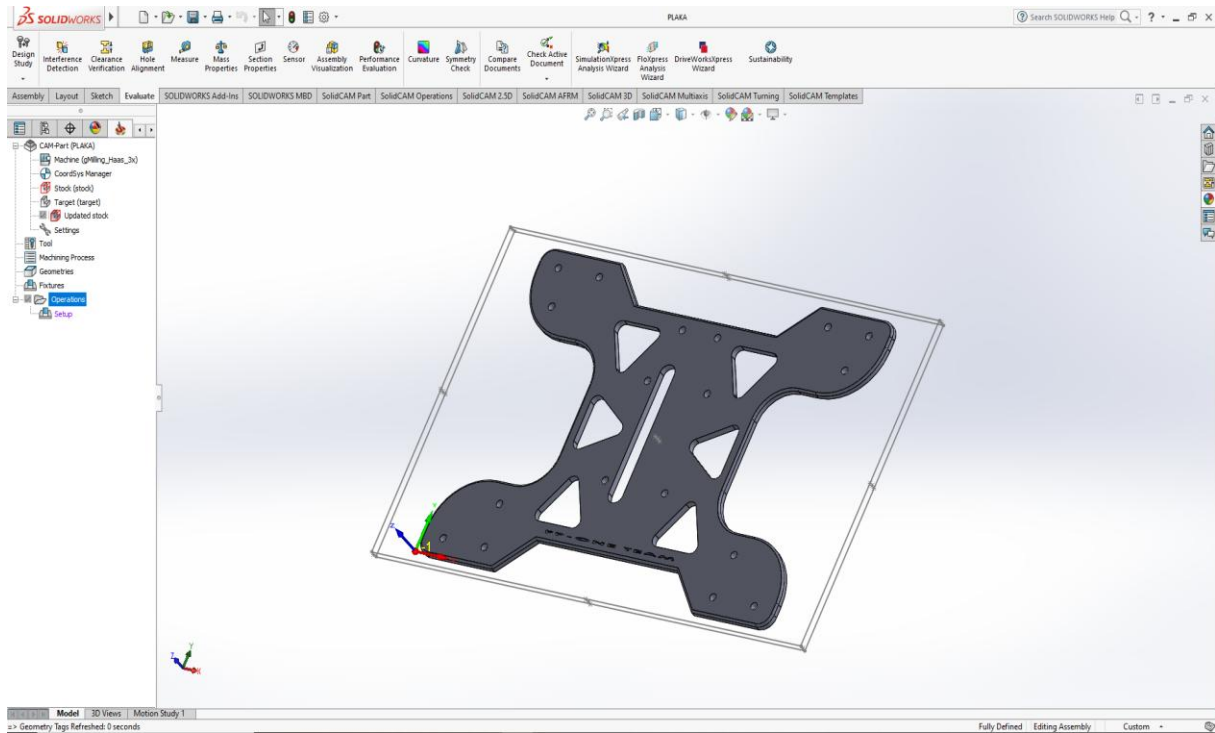 SOLIDWORKS
PLAKA
Search SOLIDWORKS Help
Design Study
Interference Detection
Clearance Verification
Hole Alignment
Measure
Mass Properties
Section Properties
Sensor
Assembly Visualization
Performance Evaluation
Curvature
Symmetry Check
Compare Documents
Check Active Document
SimulationXpress Analysis Wizard
FloXpress Analysis Wizard
DriveWorksXpress Wizard
Sustainability
Assembly
Layout
Sketch
Evaluate
SOLIDWORKS Add-Ins
SOLIDWORKS MBD
SolidCAM Part
SolidCAM Operations
SolidCAM 2.5D
SolidCAM AFRM
SolidCAM 3D
SolidCAM Multiaxis
SolidCAM Turning
SolidCAM Templates
CAM-Part (PLAKA)
Machine (gMilling_Haas_3x)
CoordSys Manager
Stock (stock)
Target (target)
Updated stock
Settings
Tool
Machining Process
Geometries
Fixtures
Operations
Setup
TEAM
Z
Y
X
Model
3D Views
Motion Study 1
=> Geometry Tags Refreshed: 0 seconds
Fully Defined
Editing Assembly
Custom